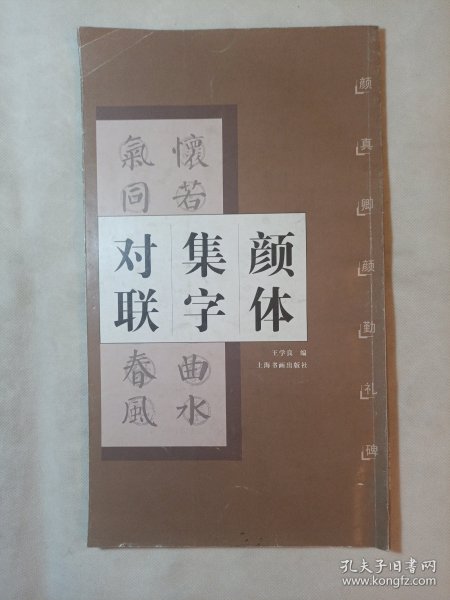 颜体
集字
对联
懷若
曲水
氣同
春風
王学良 编
上海书画出版社
颜真卿颜勤礼碑
孔夫子旧书网
www.kongfz.com